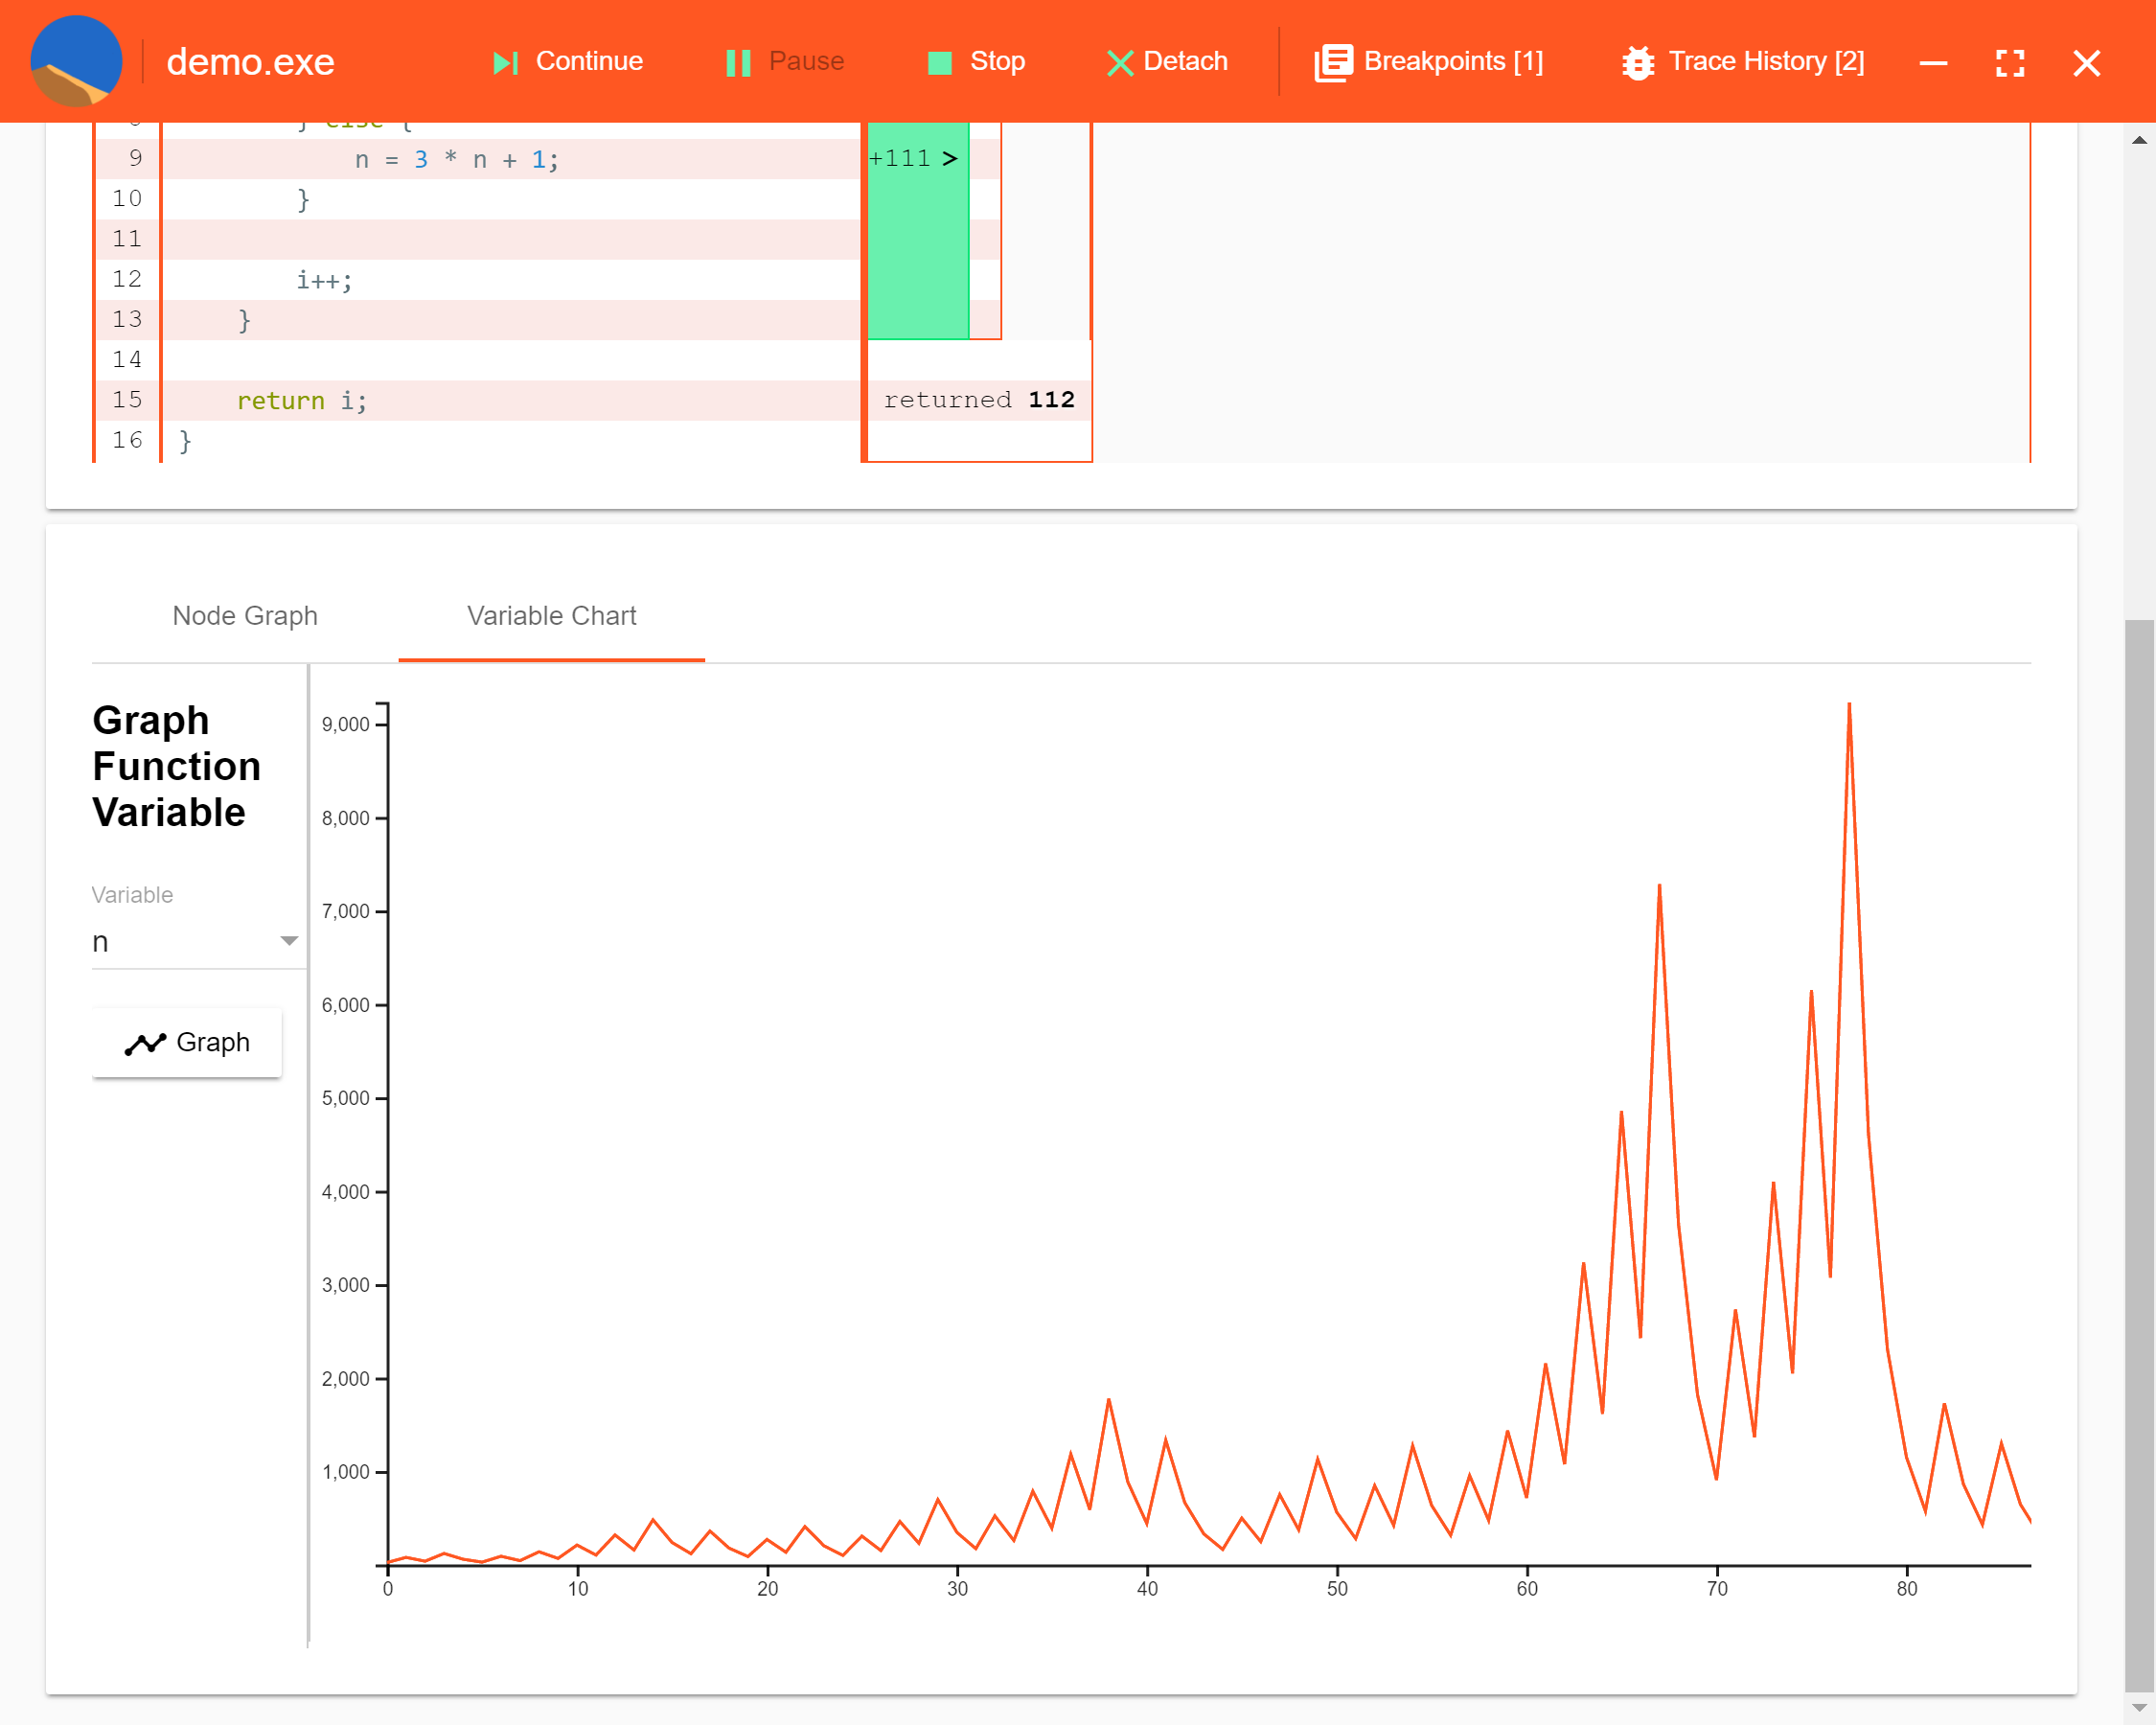 demo.exe Continue Pause Stop Detach Breakpoints [1] Trace History [2]
} else {
9 n = 3 * n + 1; +111 >
10 }
11
12 i++;
13 }
14
15 return i; returned 112
16 }
Node Graph Variable Chart
Graph
Function
Variable
Variable
n
Graph
9,000
8,000
7,000
6,000
5,000
4,000
3,000
2,000
1,000
0 10 20 30 40 50 60 70 80